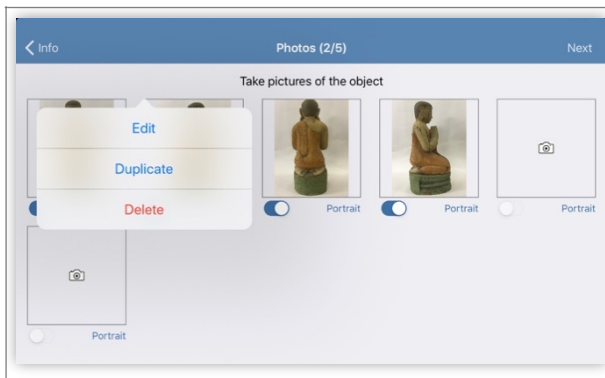 Info Photos (2/5) Next
Take pictures of the object
Edit
Duplicate
Delete
Portrait Portrait Portrait
Portrait